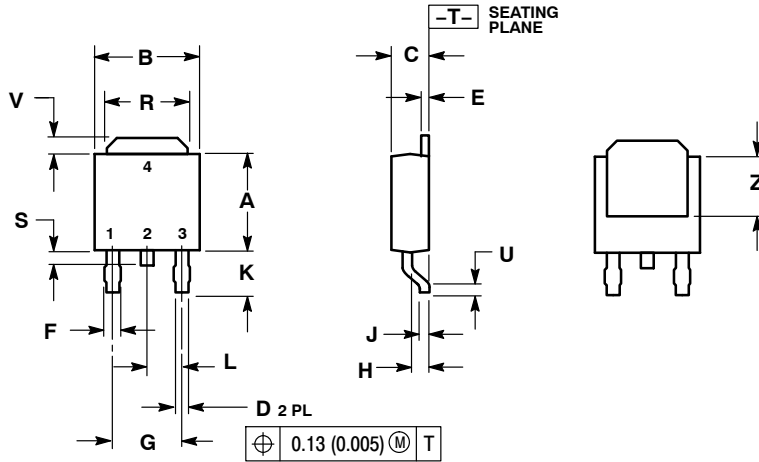 –T– SEATING
PLANE
C
B
E
V
R
4
A
Z
S
1 2 3
U
K
F
J
L
H
D 2 PL
G
⌖ 0.13 (0.005) Ⓜ T